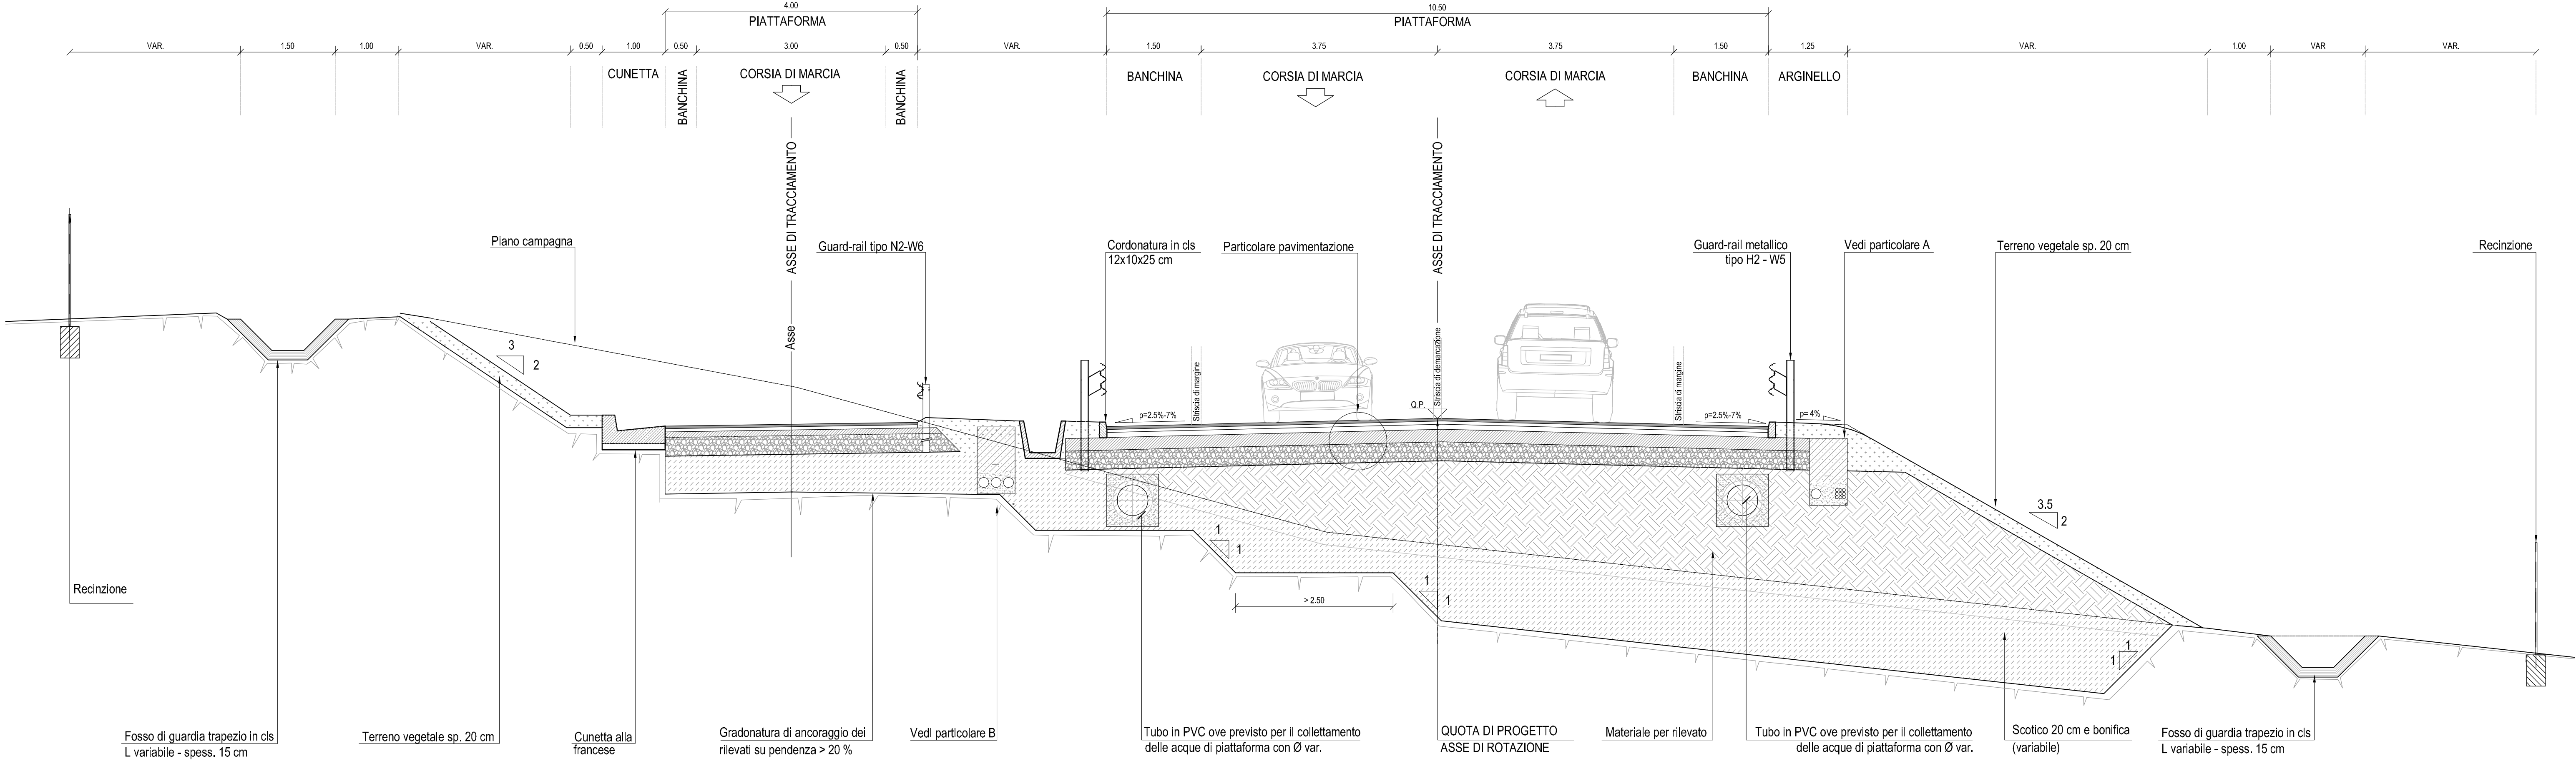 4.00
PIATTAFORMA
10.50
PIATTAFORMA
VAR.
1.50
1.00
VAR.
0.50
1.00
0.50
3.00
0.50
VAR.
1.50
3.75
3.75
1.50
1.25
VAR.
1.00
VAR
VAR.
CUNETTA
BANCHINA
CORSIA DI MARCIA
BANCHINA
BANCHINA
CORSIA DI MARCIA
CORSIA DI MARCIA
BANCHINA
ARGINELLO
ASSE DI TRACCIAMENTO
Asse
ASSE DI TRACCIAMENTO
Piano campagna
Guard-rail tipo N2-W6
Cordonatura in cls
12x10x25 cm
Particolare pavimentazione
Guard-rail metallico
tipo H2 - W5
Vedi particolare A
Terreno vegetale sp. 20 cm
Recinzione
3
2
Striscia di margine
Striscia di demarcazione
Striscia di margine
Q.P.
p=2.5%-7%
p=2.5%-7%
p= 4%
3.5
2
1
1
1
1
1
1
> 2.50
Recinzione
Fosso di guardia trapezio in cls
L variabile - spess. 15 cm
Terreno vegetale sp. 20 cm
Cunetta alla
francese
Gradonatura di ancoraggio dei
rilevati su pendenza > 20 %
Vedi particolare B
Tubo in PVC ove previsto per il collettamento
delle acque di piattaforma con Ø var.
QUOTA DI PROGETTO
ASSE DI ROTAZIONE
Materiale per rilevato
Tubo in PVC ove previsto per il collettamento
delle acque di piattaforma con Ø var.
Scotico 20 cm e bonifica
(variabile)
Fosso di guardia trapezio in cls
L variabile - spess. 15 cm